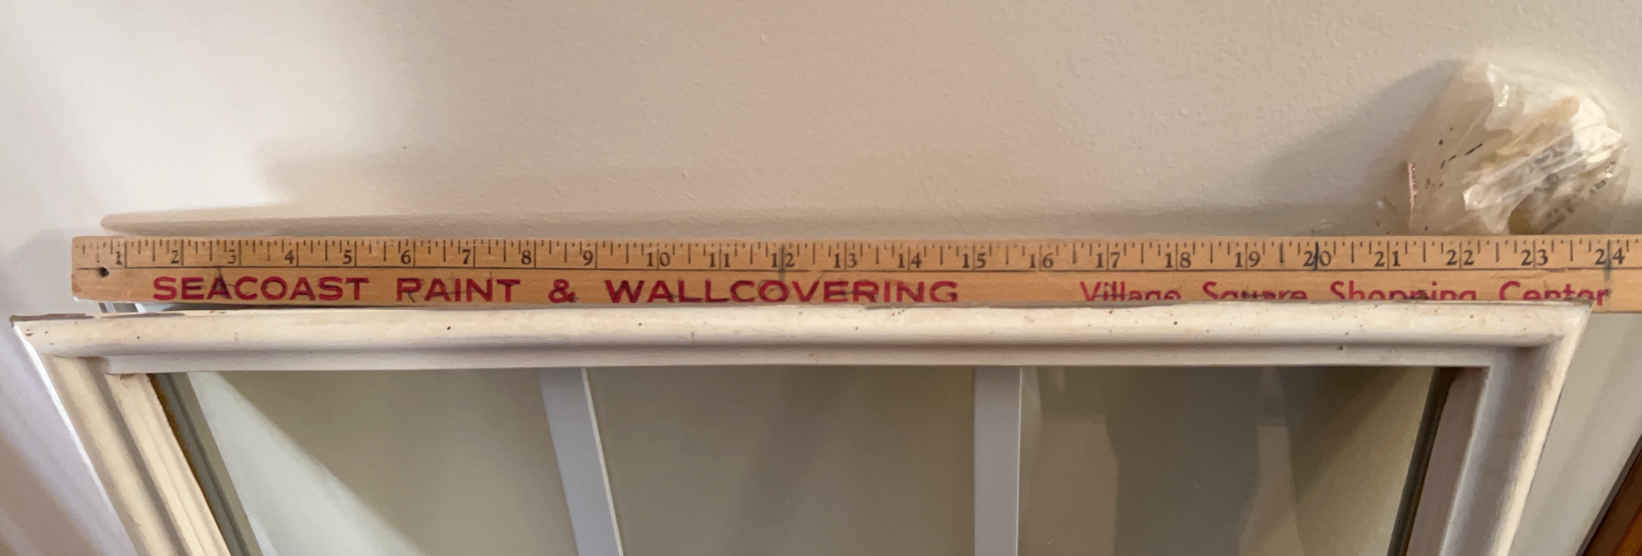 1 2 3 4 5 6 7 8 9 10 11 12 13 14 15 16 17 18 19 20 21 22 23 24
SEACOAST PAINT & WALLCOVERING Village Square Shopping Center